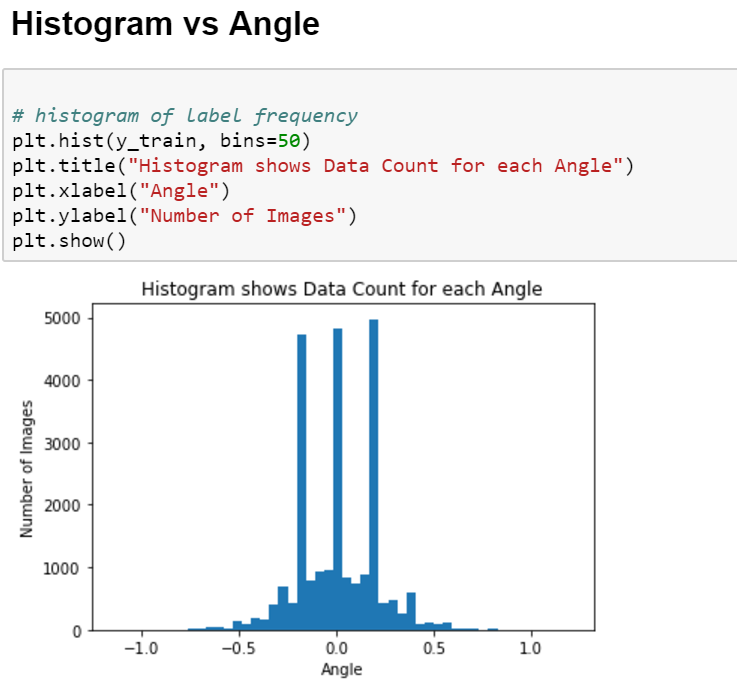 Histogram vs Angle
# histogram of label frequency
plt.hist(y_train, bins=50)
plt.title("Histogram shows Data Count for each Angle")
plt.xlabel("Angle")
plt.ylabel("Number of Images")
plt.show()
Histogram shows Data Count for each Angle
5000
4000
3000
2000
1000
0
Number of Images
−1.0 −0.5 0.0 0.5 1.0
Angle